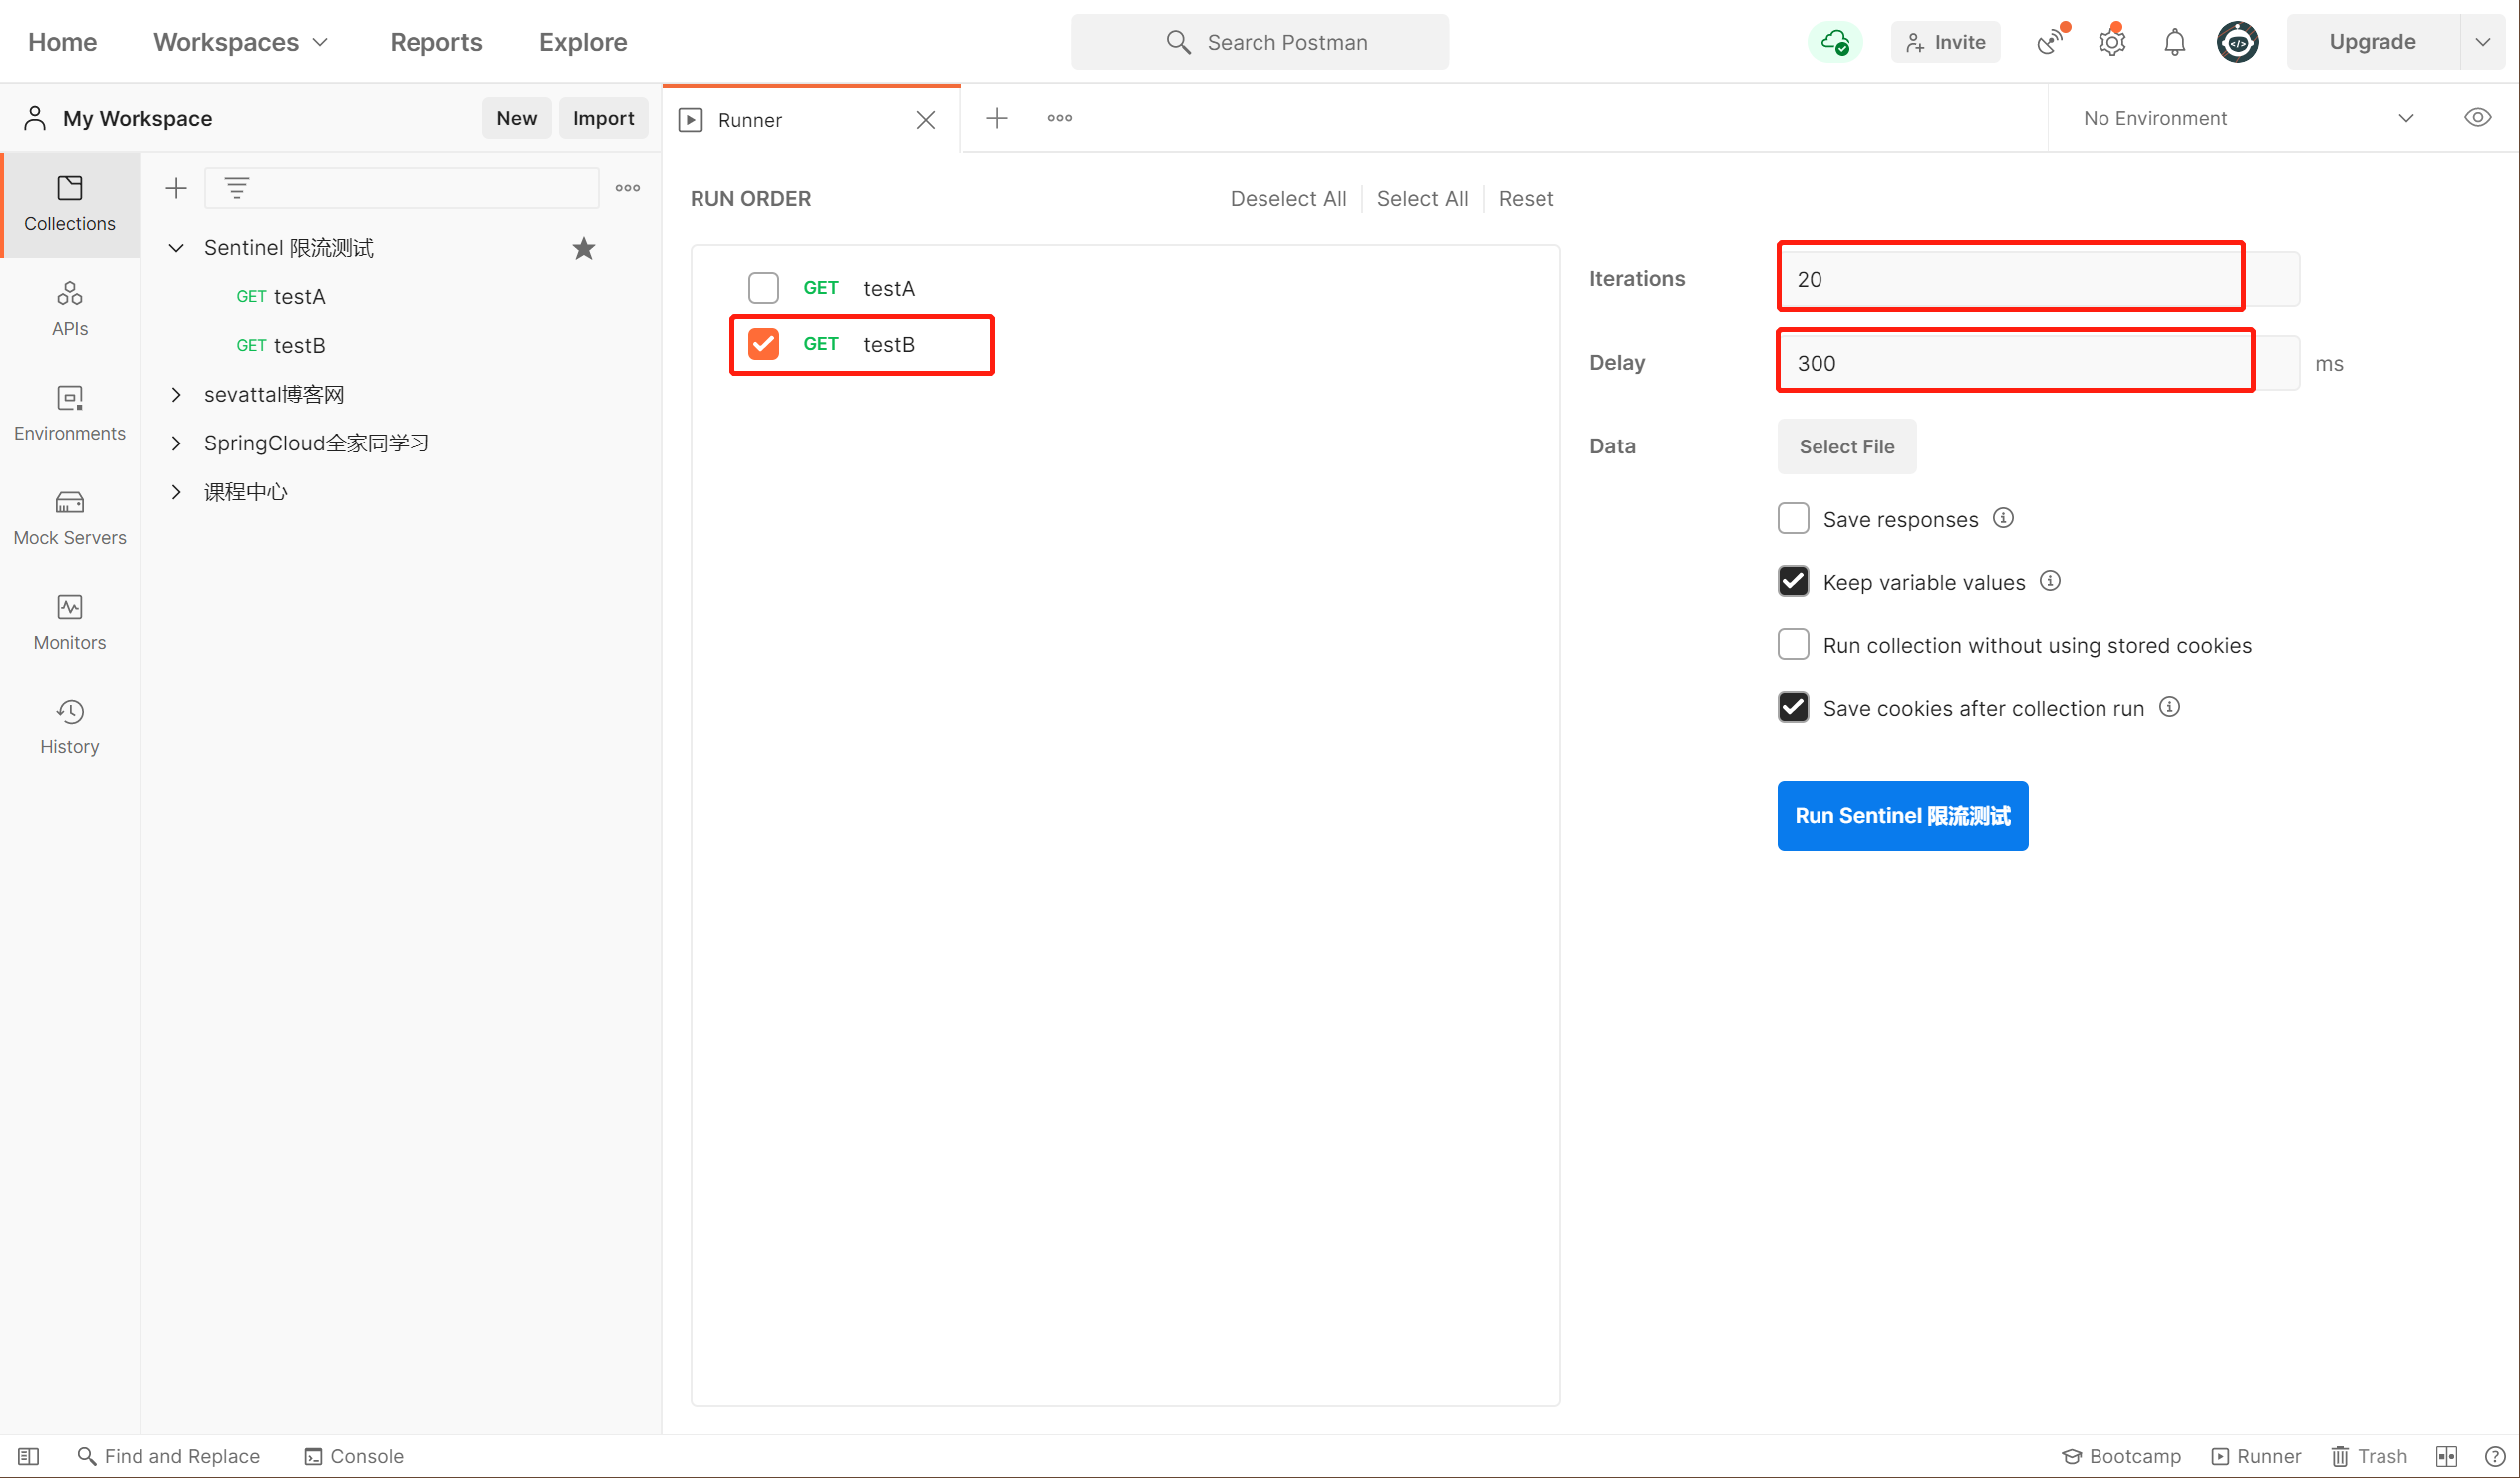 Home Workspaces Reports Explore Search Postman Invite Upgrade
My Workspace New Import Runner No Environment
Collections
APIs
Environments
Mock Servers
Monitors
History
Sentinel 限流测试
GET testA
GET testB
sevattal博客网
SpringCloud全家同学习
课程中心
RUN ORDER Deselect All Select All Reset
GET testA
GET testB
Iterations 20
Delay 300 ms
Data Select File
Save responses
Keep variable values
Run collection without using stored cookies
Save cookies after collection run
Run Sentinel 限流测试
Find and Replace Console Bootcamp Runner Trash